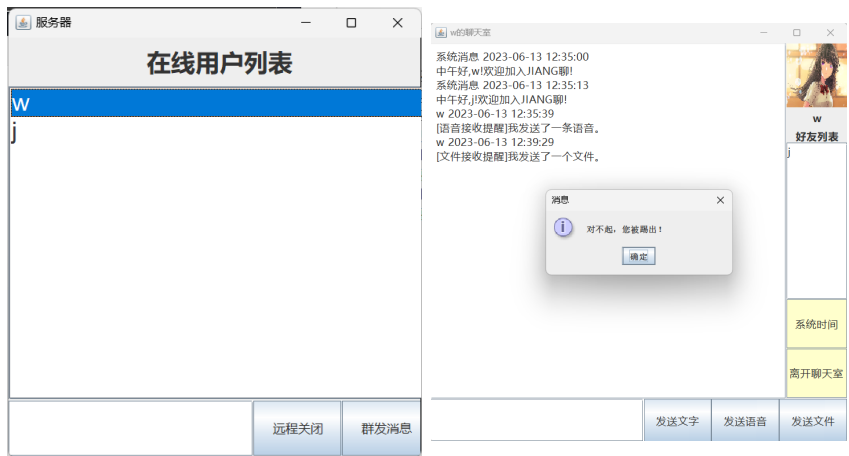 服务器
在线用户列表
w
j
远程关闭
群发消息
w的聊天室
系统消息 2023-06-13 12:35:00
中午好,w!欢迎加入JIANG聊!
系统消息 2023-06-13 12:35:13
中午好,j!欢迎加入JIANG聊!
w 2023-06-13 12:35:39
[语音接收提醒]我发送了一条语音。
w 2023-06-13 12:39:29
[文件接收提醒]我发送了一个文件。
消息
对不起，您被踢出！
确定
w
好友列表
j
系统时间
离开聊天室
发送文字
发送语音
发送文件